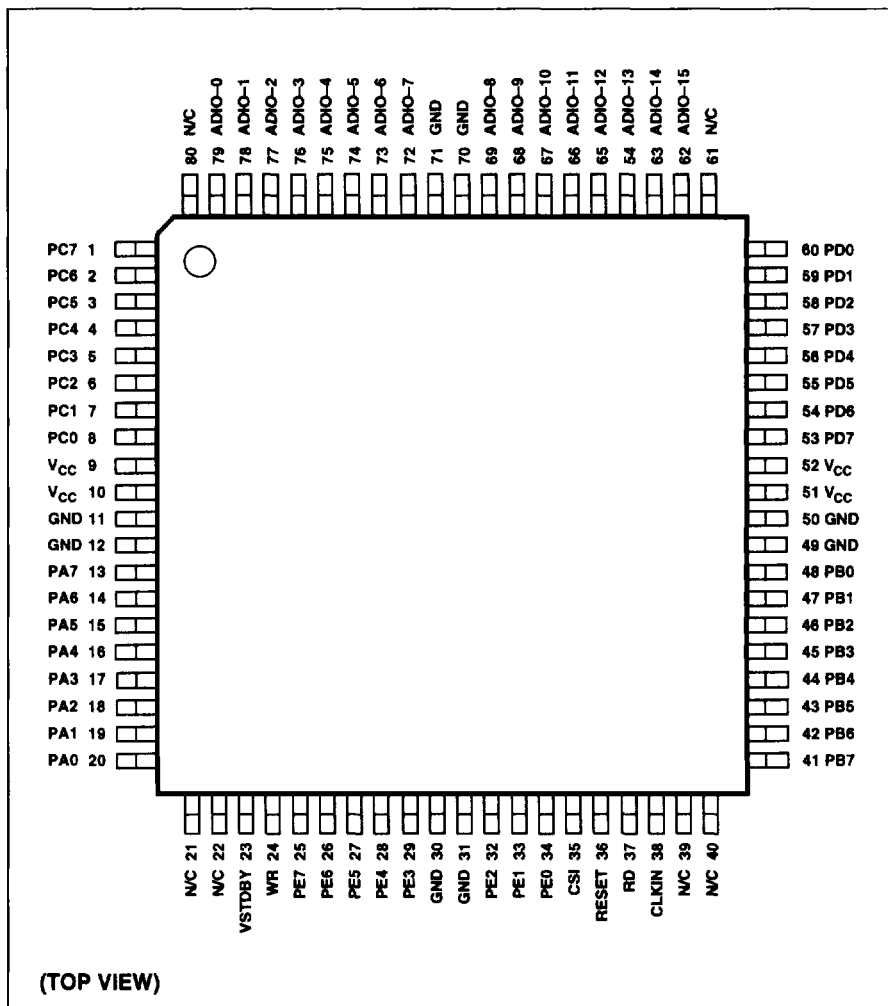 80 N/C
79 ADIO–0
78 ADIO–1
77 ADIO–2
76 ADIO–3
75 ADIO–4
74 ADIO–5
73 ADIO–6
72 ADIO–7
71 GND
70 GND
69 ADIO–8
68 ADIO–9
67 ADIO–10
66 ADIO–11
65 ADIO–12
54 ADIO–13
63 ADIO–14
62 ADIO–15
61 N/C
PC7 1
PC6 2
PC5 3
PC4 4
PC3 5
PC2 6
PC1 7
PC0 8
VCC 9
VCC 10
GND 11
GND 12
PA7 13
PA6 14
PA5 15
PA4 16
PA3 17
PA2 18
PA1 19
PA0 20
60 PD0
59 PD1
58 PD2
57 PD3
56 PD4
55 PD5
54 PD6
53 PD7
52 VCC
51 VCC
50 GND
49 GND
48 PB0
47 PB1
46 PB2
45 PB3
44 PB4
43 PB5
42 PB6
41 PB7
N/C 21
N/C 22
VSTDBY 23
WR 24
PE7 25
PE6 26
PE5 27
PE4 28
PE3 29
GND 30
GND 31
PE2 32
PE1 33
PE0 34
CSI 35
RESET 36
RD 37
CLKIN 38
N/C 39
N/C 40
(TOP VIEW)